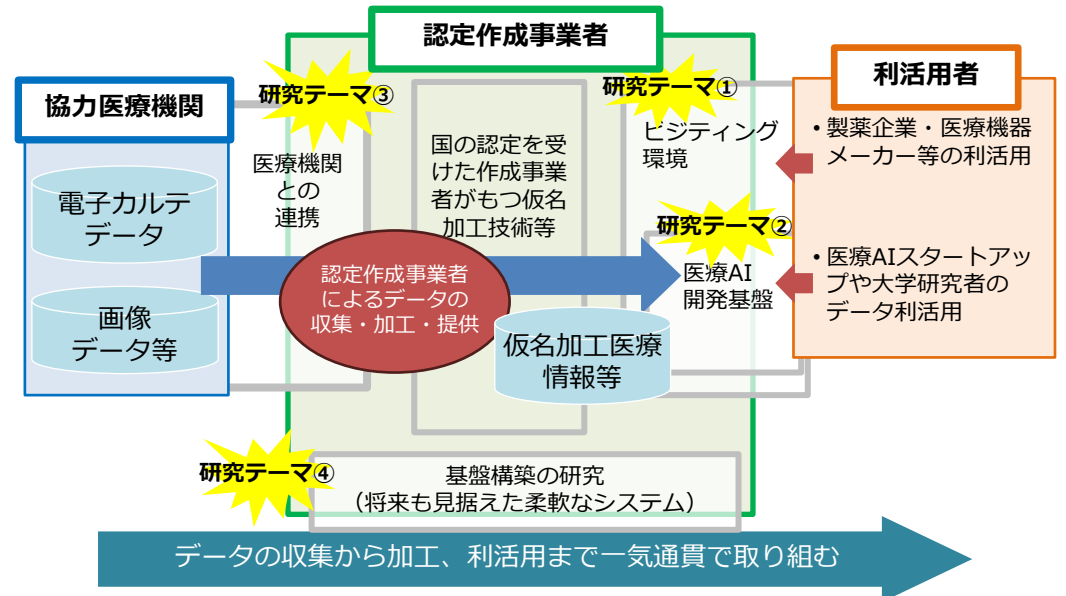 認定作成事業者
協力医療機関
電子カルテ
データ
画像
データ等
研究テーマ③
医療機関
との
連携
国の認定を受
けた作成事業
者がもつ仮名
加工技術等
認定作成事業者
によるデータの
収集・加工・提供
研究テーマ①
ビジティング
環境
研究テーマ②
医療AI
開発基盤
仮名加工医療
情報等
利活用者
・製薬企業・医療機器
メーカー等の利活用
・医療AIスタートアッ
プや大学研究者の
データ利活用
研究テーマ④
基盤構築の研究
（将来も見据えた柔軟なシステム）
データの収集から加工、利活用まで一気通貫で取り組む